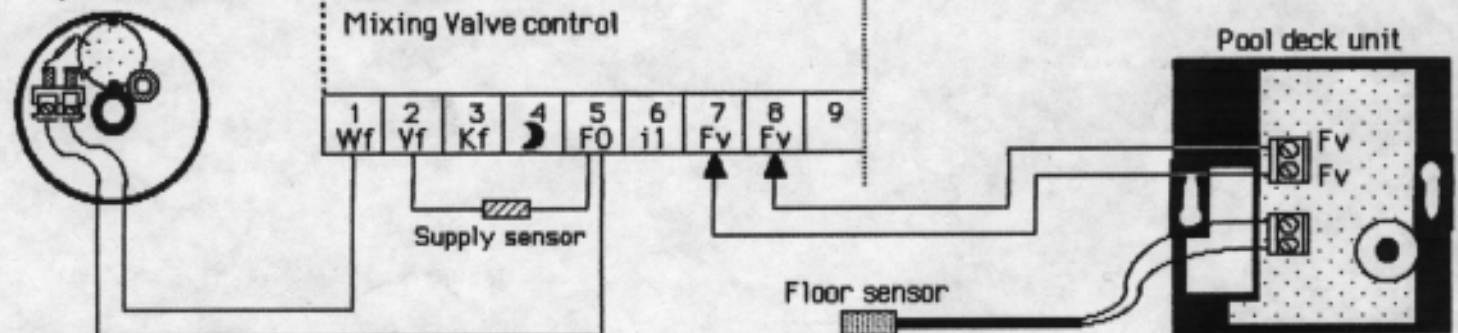 Mixing Valve control
Pool deck unit
1 2 3 4 5 6 7 8 9
Wf Vf Kf F0 i1 Fv Fv
Fv
Fv
Supply sensor
Floor sensor